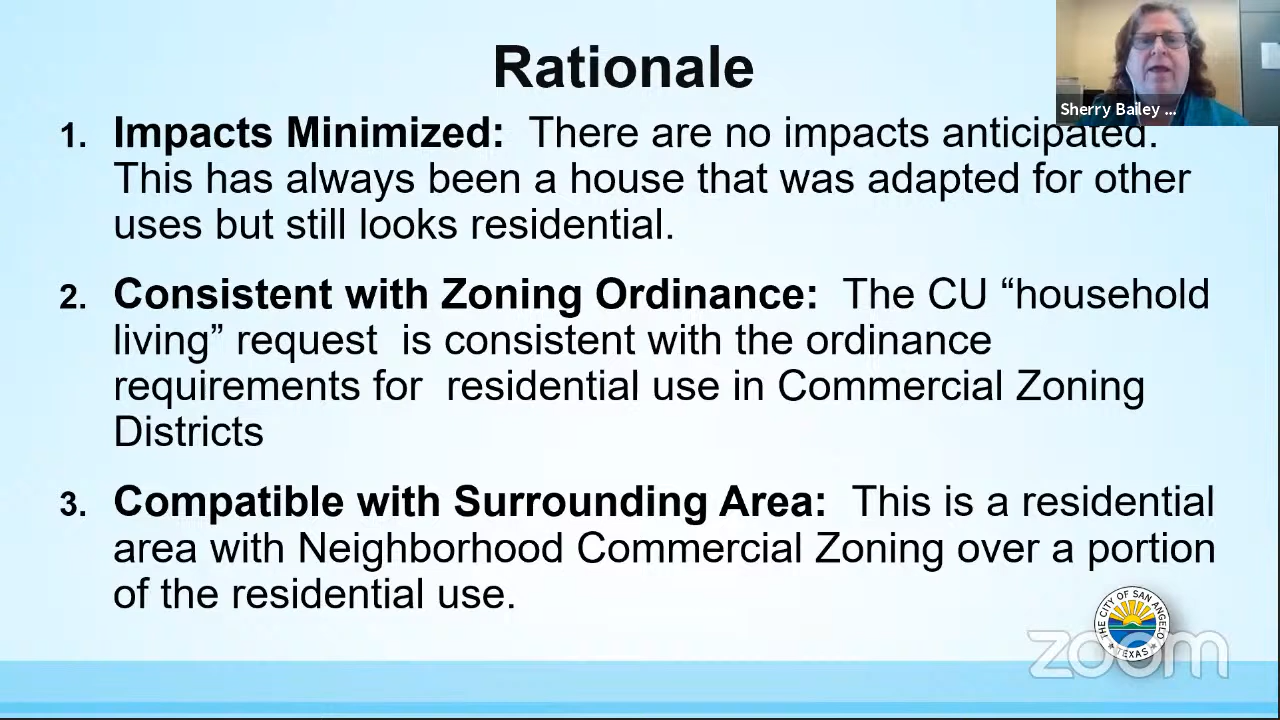 Rationale
Sherry Bailey ...
1. Impacts Minimized: There are no impacts anticipated.
This has always been a house that was adapted for other
uses but still looks residential.
2. Consistent with Zoning Ordinance: The CU “household
living” request is consistent with the ordinance
requirements for residential use in Commercial Zoning
Districts
3. Compatible with Surrounding Area: This is a residential
area with Neighborhood Commercial Zoning over a portion
of the residential use.
THE CITY OF SAN ANGELO
TEXAS
zoom